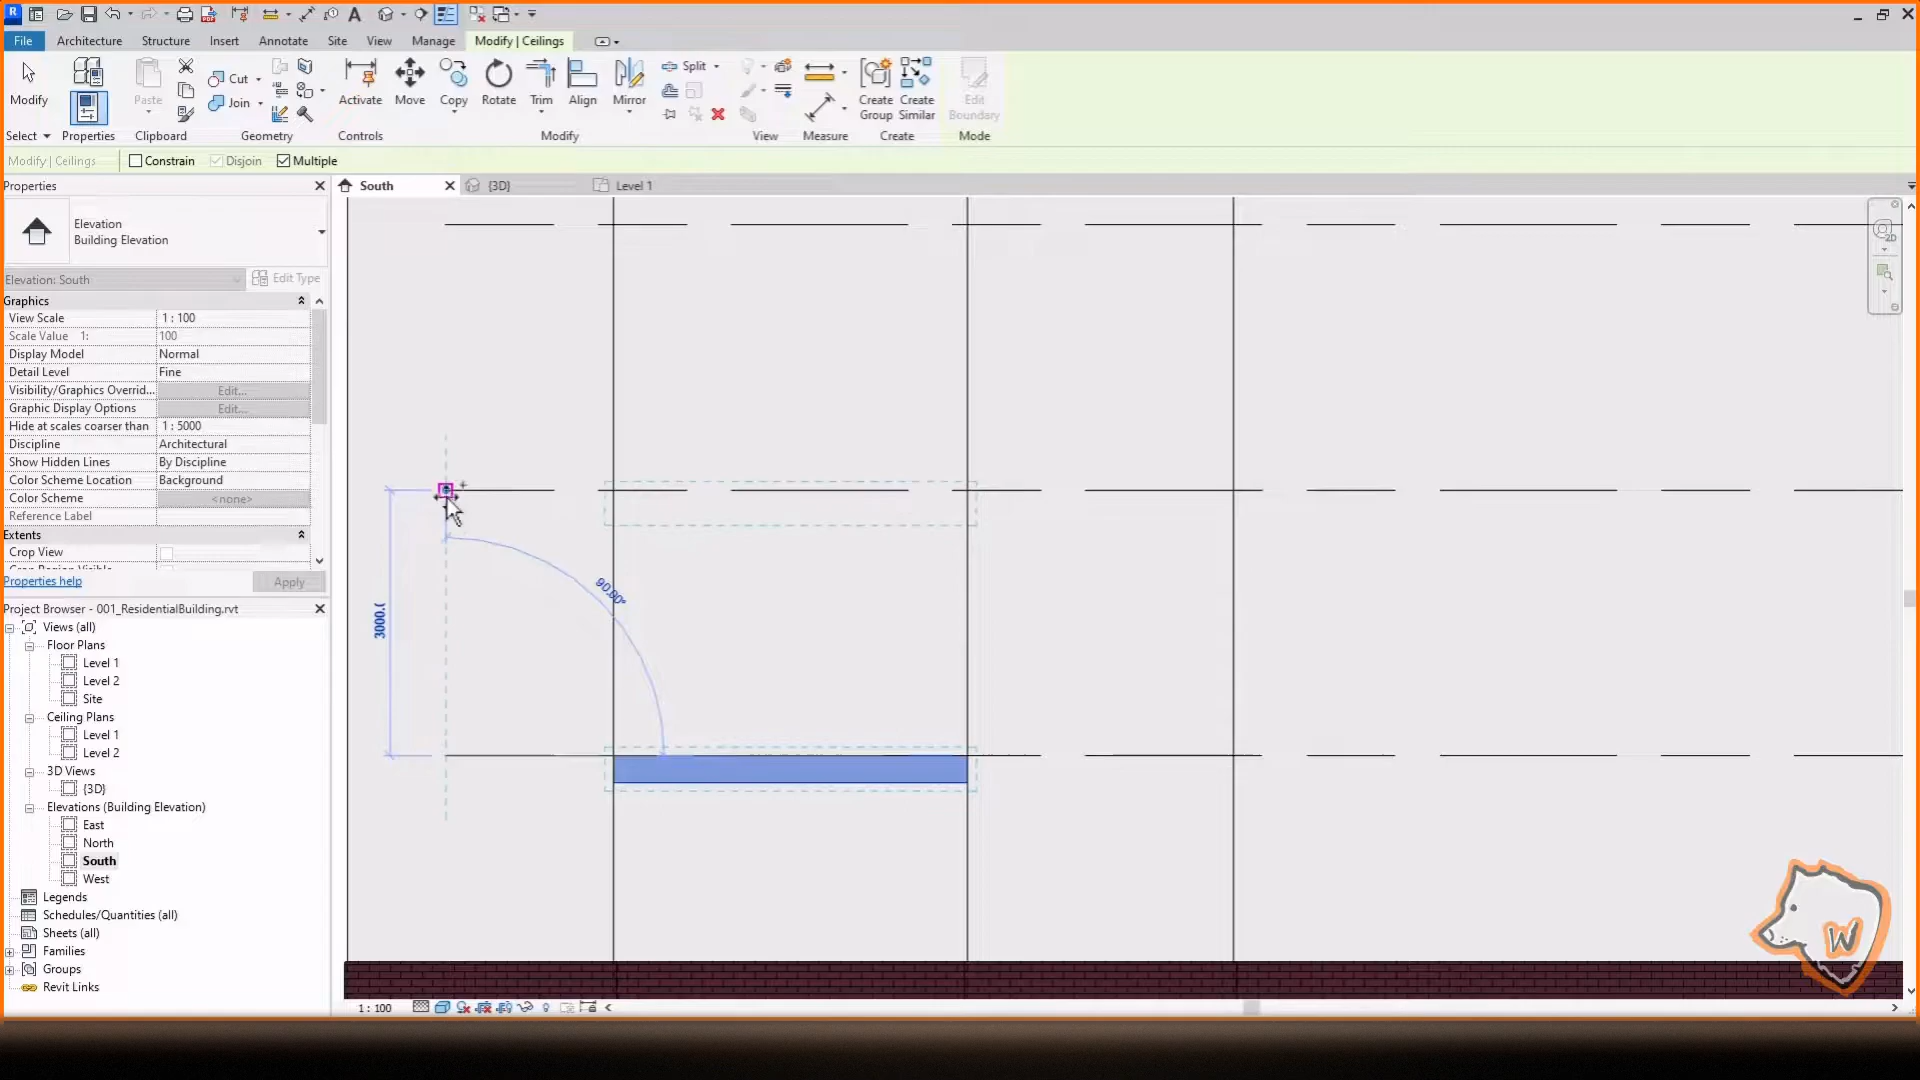 R
File
Architecture
Structure
Insert
Annotate
Site
View
Manage
Modify | Ceilings
Modify
Paste
Cut
Join
Activate
Move
Copy
Rotate
Trim
Align
Mirror
Split
Create Group
Create Similar
Edit Boundary
Select
Properties
Clipboard
Geometry
Controls
Modify
View
Measure
Create
Mode
Modify | Ceilings
Constrain
Disjoin
Multiple
Properties
South
{3D}
Level 1
Elevation
Building Elevation
Elevation: South
Edit Type
Graphics
View Scale 1 : 100
Scale Value 1: 100
Display Model Normal
Detail Level Fine
Visibility/Graphics Overrid... Edit...
Graphic Display Options Edit...
Hide at scales coarser than 1 : 5000
Discipline Architectural
Show Hidden Lines By Discipline
Color Scheme Location Background
Color Scheme <none>
Reference Label
Extents
Crop View
Properties help
Apply
Project Browser - 001_ResidentialBuilding.rvt
Views (all)
Floor Plans
Level 1
Level 2
Site
Ceiling Plans
Level 1
Level 2
3D Views
{3D}
Elevations (Building Elevation)
East
North
South
West
Legends
Schedules/Quantities (all)
Sheets (all)
Families
Groups
Revit Links
3000.(
90.00°
2D
W
1 : 100